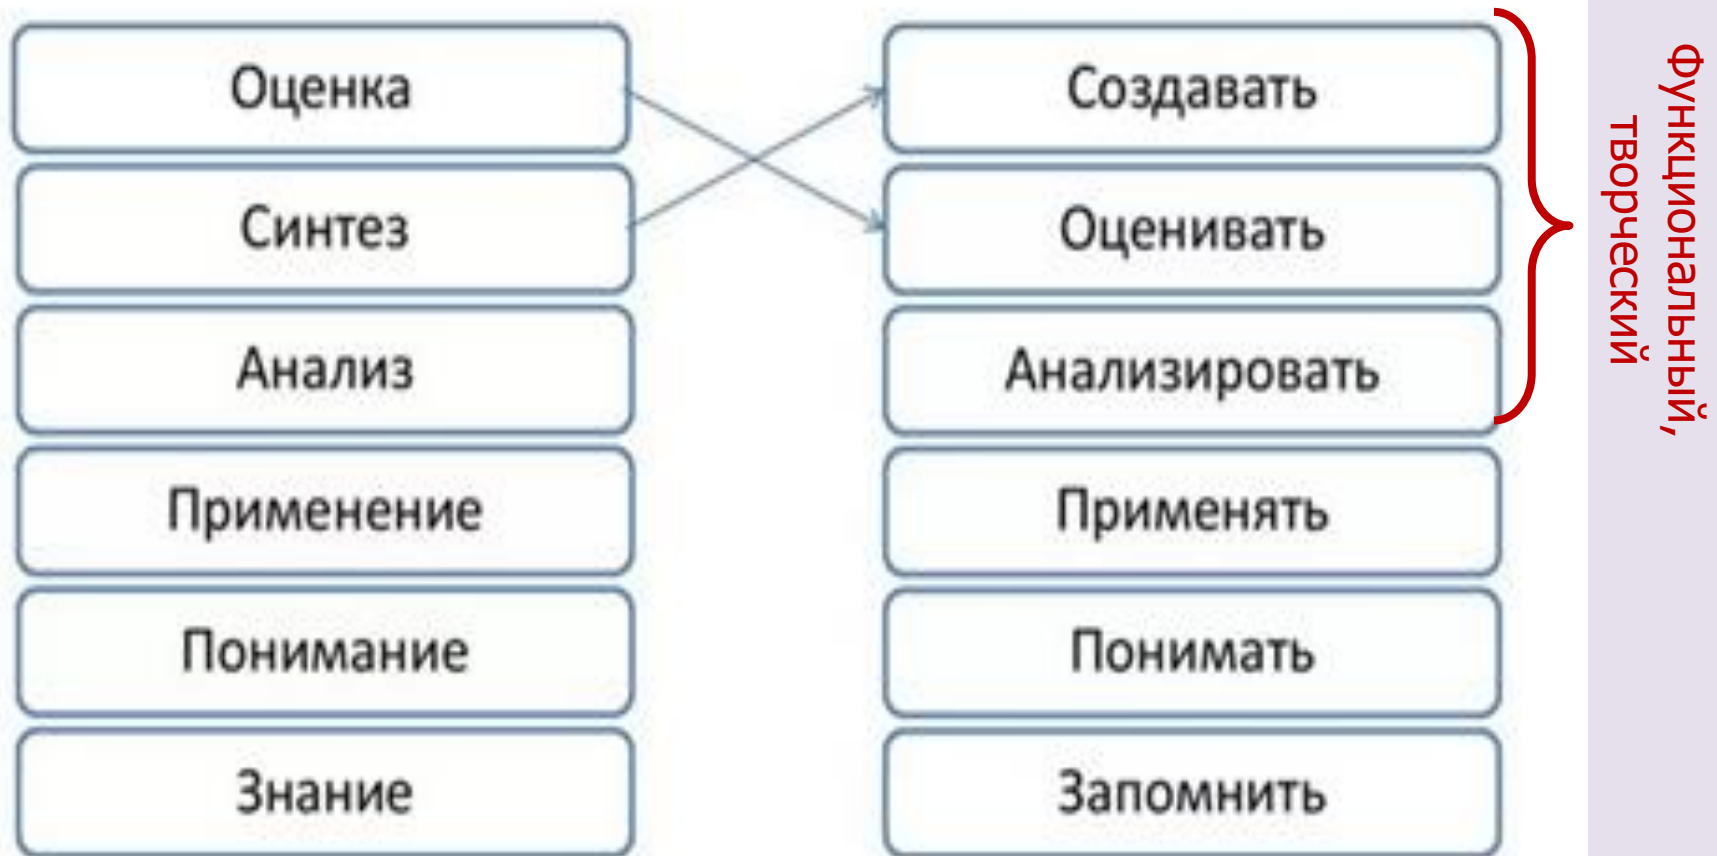 Оценка
Синтез
Анализ
Применение
Понимание
Знание
Создавать
Оценивать
Анализировать
Применять
Понимать
Запомнить
Функциональный,
творческий